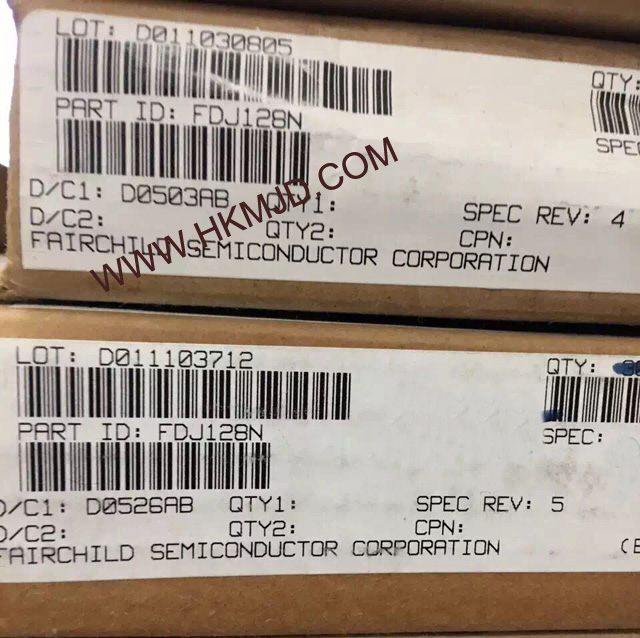 LOT: D011030805
QTY:
PART ID: FDJ128N
SPEC
D/C1: D0503AB QTY1: SPEC REV: 4
D/C2: QTY2: CPN:
FAIRCHILD SEMICONDUCTOR CORPORATION
WWW.HKMJD.COM
LOT: D011103712
QTY:
PART ID: FDJ128N
SPEC:
D/C1: D0526AB QTY1: SPEC REV: 5
D/C2: QTY2: CPN:
FAIRCHILD SEMICONDUCTOR CORPORATION